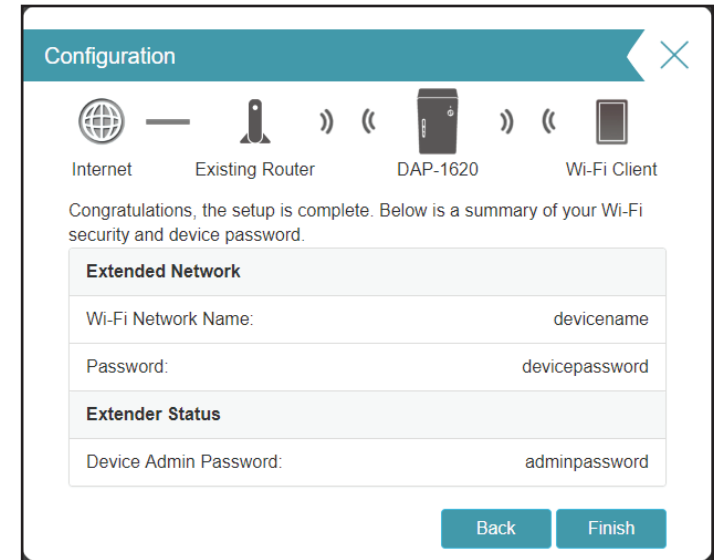 Configuration
Internet Existing Router DAP-1620 Wi-Fi Client
Congratulations, the setup is complete. Below is a summary of your Wi-Fi
security and device password.
Extended Network
Wi-Fi Network Name: devicename
Password: devicepassword
Extender Status
Device Admin Password: adminpassword
Back Finish